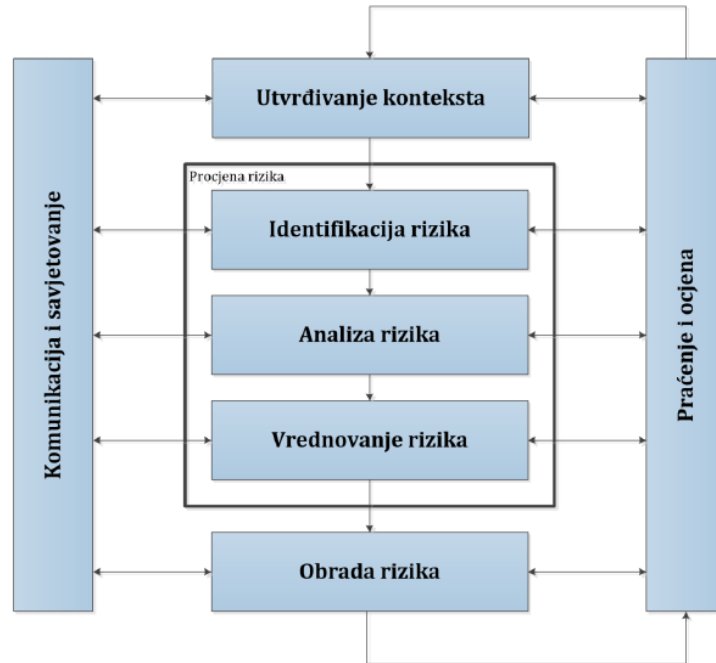 Utvrđivanje konteksta
Procjena rizika
Identifikacija rizika
Analiza rizika
Vrednovanje rizika
Obrada rizika
Komunikacija i savjetovanje
Praćenje i ocjena